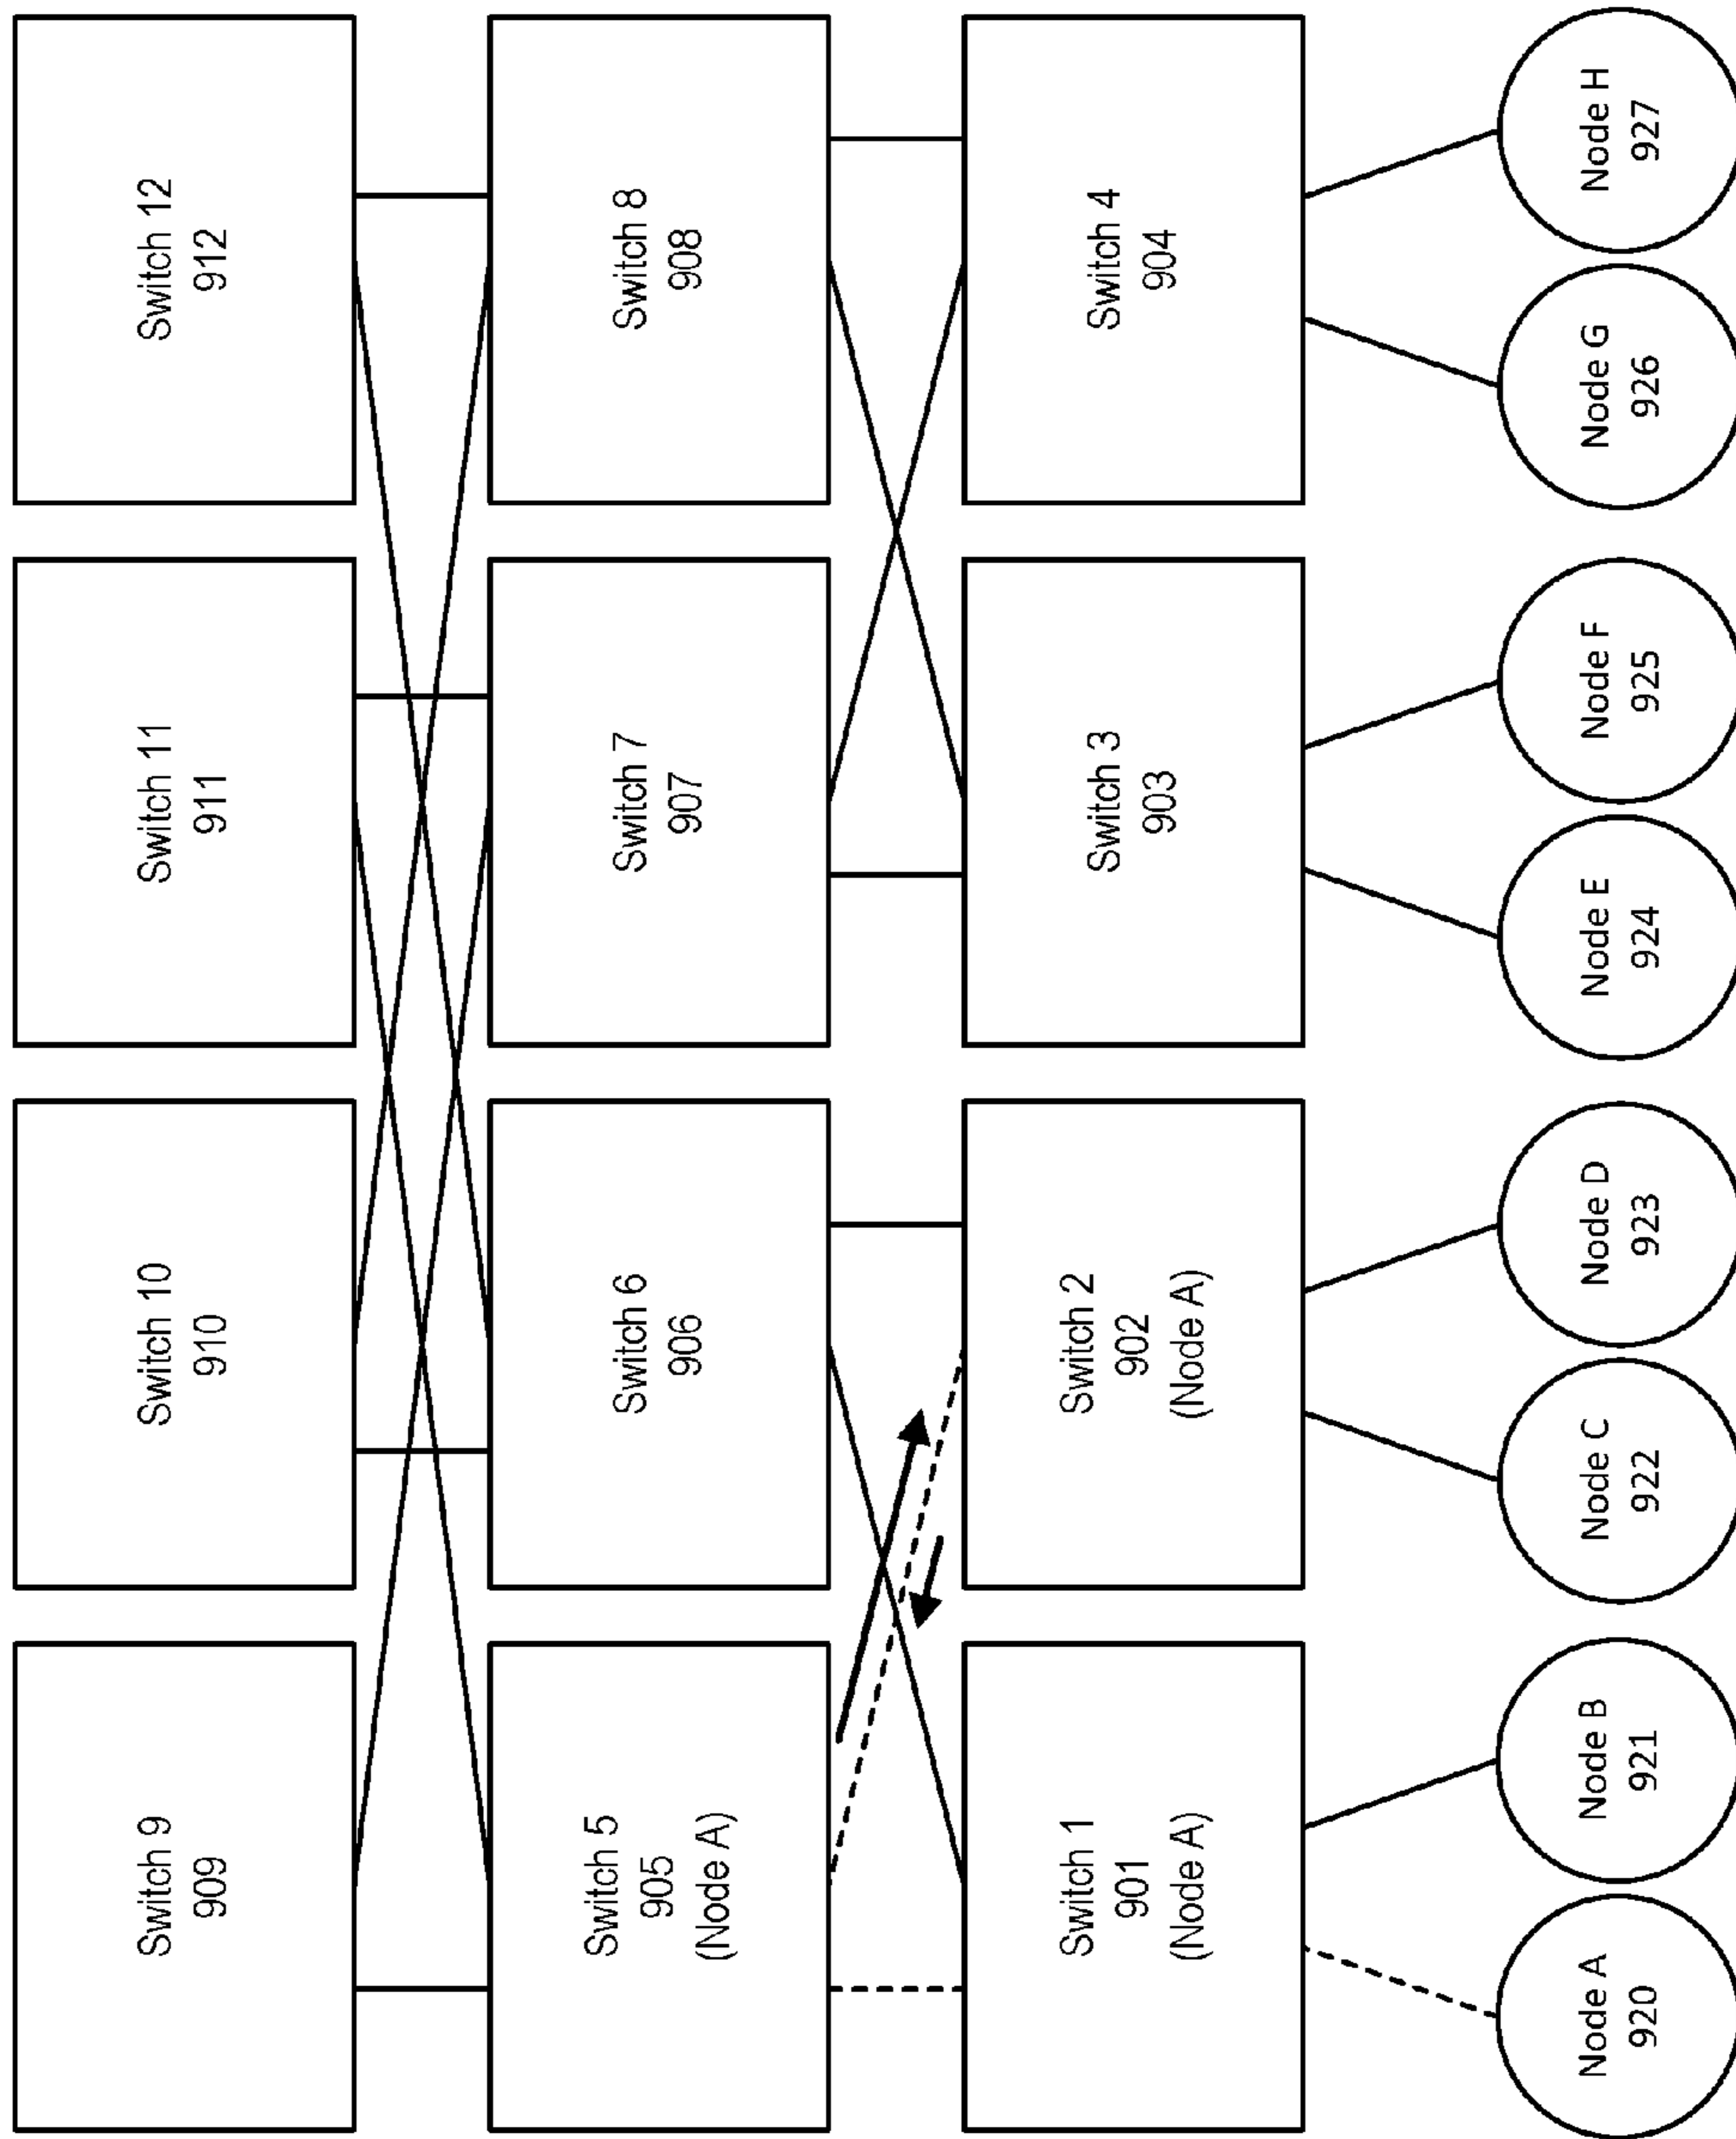 Switch 9
909
Switch 10
910
Switch 11
911
Switch 12
912
Switch 5
905
(Node A)
Switch 6
906
Switch 7
907
Switch 8
908
Switch 1
901
(Node A)
Switch 2
902
(Node A)
Switch 3
903
Switch 4
904
Node A
920
Node B
921
Node C
922
Node D
923
Node E
924
Node F
925
Node G
926
Node H
927